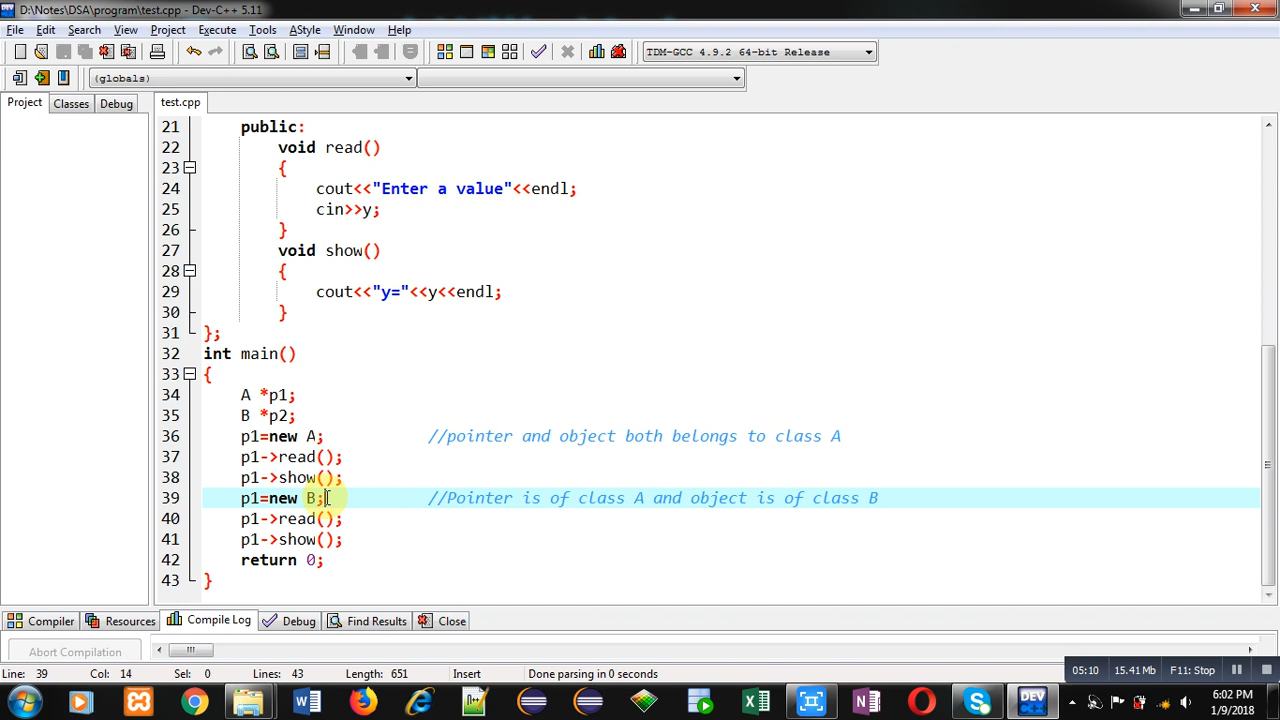 D:\Notes\DSA\program\test.cpp - Dev-C++ 5.11
File Edit Search View Project Execute Tools AStyle Window Help
TDM-GCC 4.9.2 64-bit Release
(globals)
Project Classes Debug test.cpp
21 public:
22 void read()
23 {
24 cout<<"Enter a value"<<endl;
25 cin>>y;
26 }
27 void show()
28 {
29 cout<<"y="<<y<<endl;
30 }
31 };
32 int main()
33 {
34 A *p1;
35 B *p2;
36 p1=new A; //pointer and object both belongs to class A
37 p1->read();
38 p1->show();
39 p1=new B; //Pointer is of class A and object is of class B
40 p1->read();
41 p1->show();
42 return 0;
43 }
Compiler Resources Compile Log Debug Find Results Close
Abort Compilation
Line: 39 Col: 14 Sel: 0 Lines: 43 Length: 651 Insert Done parsing in 0 seconds
05:10 15.41Mb F11: Stop
DEV
6:02 PM
1/9/2018